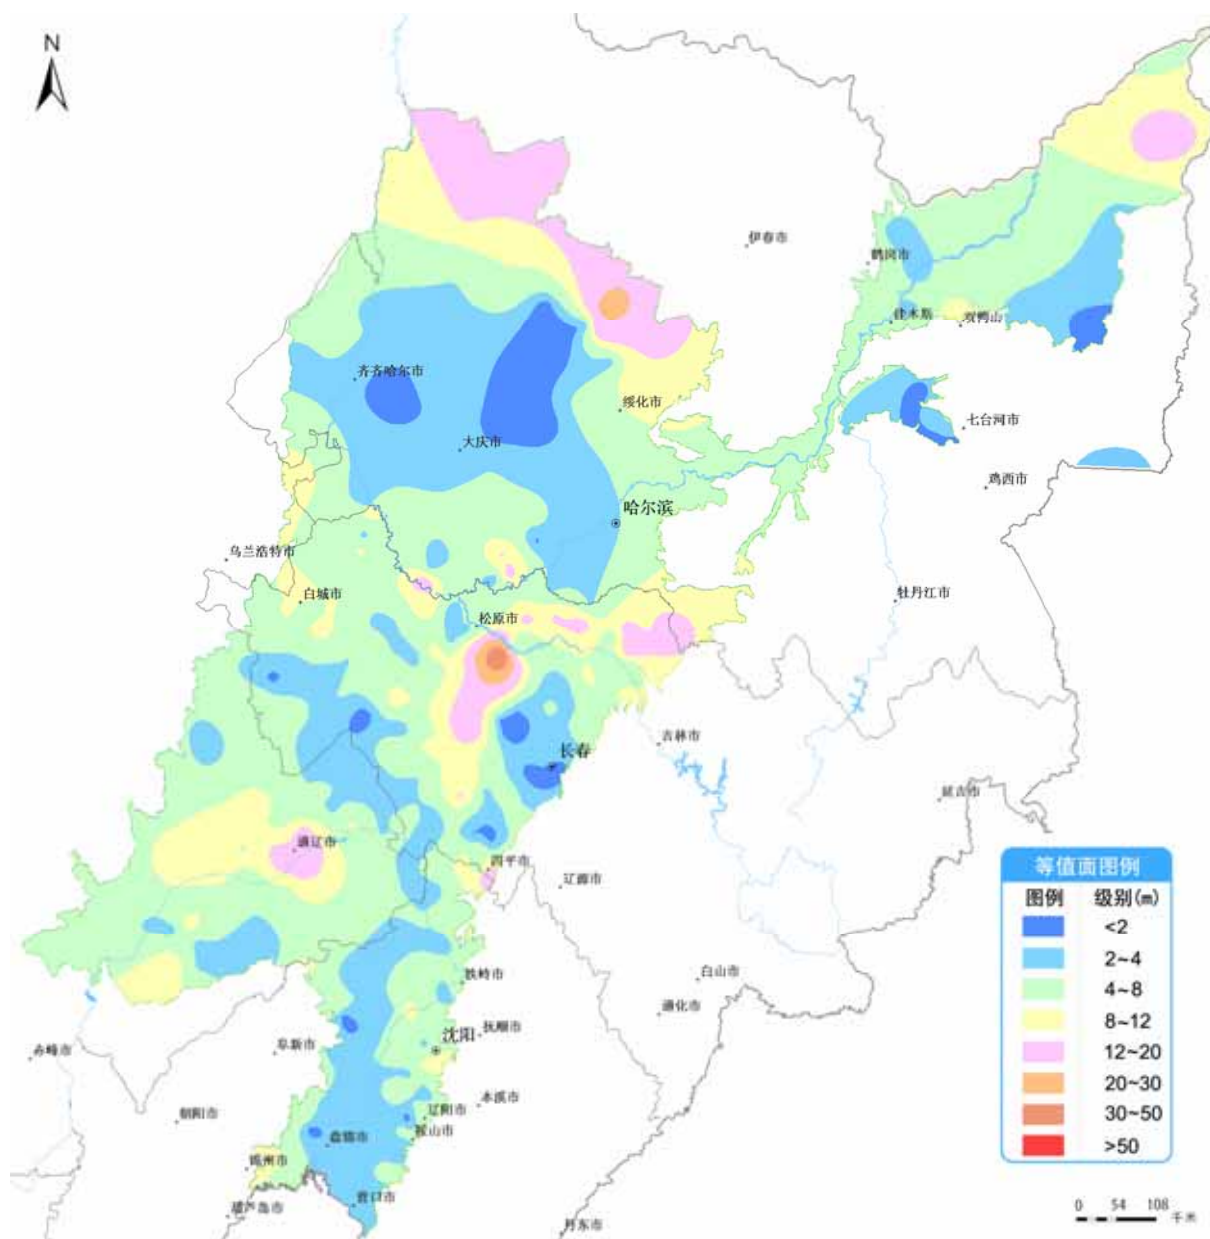 N
伊春市
鹤岗市
佳木斯
双鸭山
齐齐哈尔市
绥化市
七台河市
大庆市
鸡西市
哈尔滨
乌兰浩特市
白城市
牡丹江市
松原市
吉林市
长春
延吉市
通辽市
四平市
辽源市
等值面图例
图例 级别(m)
<2
2~4
4~8
8~12
12~20
20~30
30~50
>50
铁岭市
白山市
通化市
沈阳
抚顺市
赤峰市
阜新市
朝阳市
本溪市
辽阳市
鞍山市
盘锦市
锦州市
营口市
葫芦岛市
丹东市
0 54 108
千米